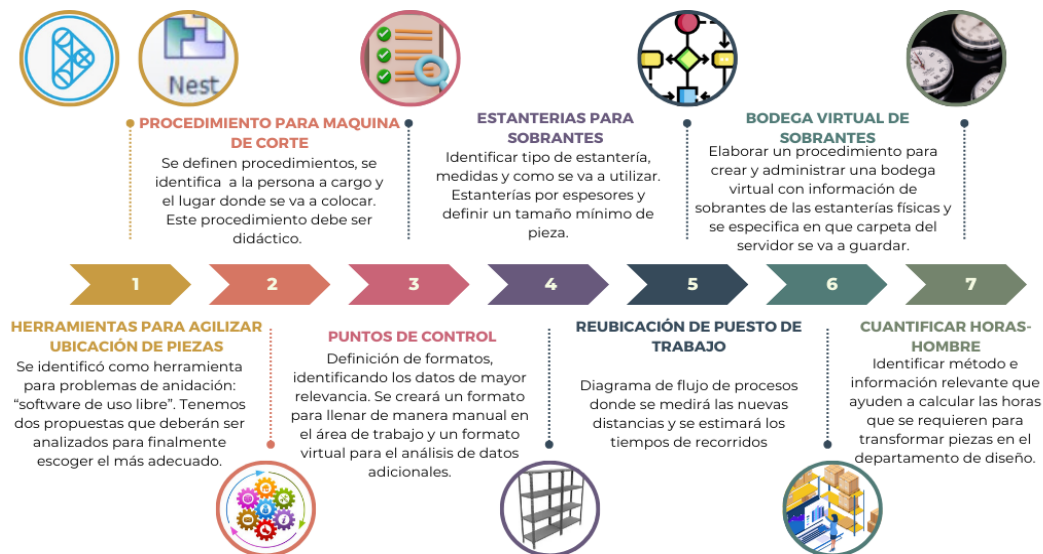 Nest
PROCEDIMIENTO PARA MAQUINA
DE CORTE
Se definen procedimientos, se
identifica a la persona a cargo y
el lugar donde se va a colocar.
Este procedimiento debe ser
didáctico.
ESTANTERIAS PARA
SOBRANTES
Identificar tipo de estantería,
medidas y como se va a utilizar.
Estanterías por espesores y
definir un tamaño mínimo de
pieza.
BODEGA VIRTUAL DE
SOBRANTES
Elaborar un procedimiento para
crear y administrar una bodega
virtual con información de
sobrantes de las estanterías físicas y
se especifica en que carpeta del
servidor se va a guardar.
1
2
3
4
5
6
7
HERRAMIENTAS PARA AGILIZAR
UBICACIÓN DE PIEZAS
Se identificó como herramienta
para problemas de anidación:
“software de uso libre”. Tenemos
dos propuestas que deberán ser
analizados para finalmente
escoger el más adecuado.
PUNTOS DE CONTROL
Definición de formatos,
identificando los datos de mayor
relevancia. Se creará un formato
para llenar de manera manual en
el área de trabajo y un formato
virtual para el análisis de datos
adicionales.
REUBICACIÓN DE PUESTO DE
TRABAJO
Diagrama de flujo de procesos
donde se medirá las nuevas
distancias y se estimará los
tiempos de recorridos
CUANTIFICAR HORAS-
HOMBRE
Identificar método e
información relevante que
ayuden a calcular las horas
que se requieren para
transformar piezas en el
departamento de diseño.